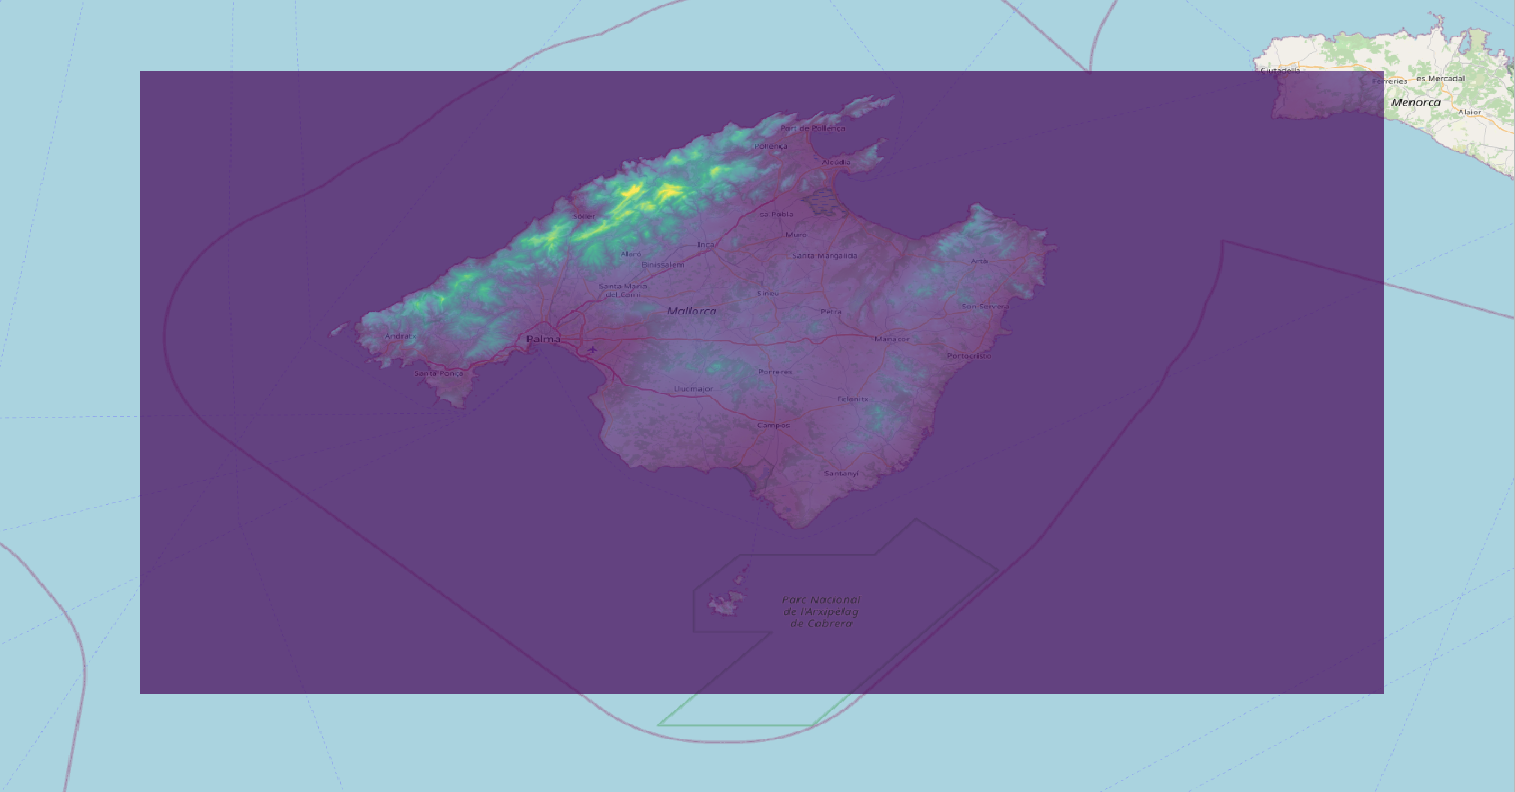 Ciutadella
Ferreries
es Mercadal
Menorca
Alaior
Port de Pollença
Pollença
Alcúdia
Sóller
sa Pobla
Muro
Inca
Alaró
Binissalem
Santa Margalida
Artà
Santa Maria
del Camí
Sineu
Mallorca
Petra
Son Servera
Andratx
Palma
Manacor
Portocristo
Santa Ponça
Porreres
Llucmajor
Felanitx
Campos
Santanyí
Parc Nacional
de l'Arxipèlag
de Cabrera